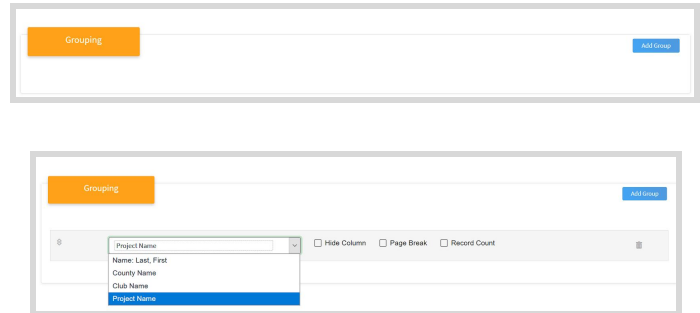 Grouping
Add Group
Grouping
Add Group
Project Name Hide Column Page Break Record Count
Name: Last, First
County Name
Club Name
Project Name